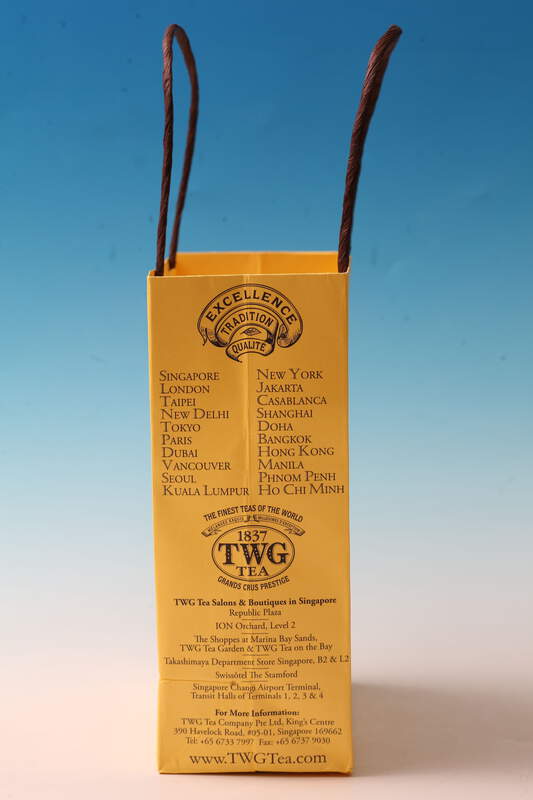 EXCELLENCE
TRADITION
QUALITÉ
SINGAPORE
LONDON
TAIPEI
NEW DELHI
TOKYO
PARIS
DUBAI
VANCOUVER
SEOUL
KUALA LUMPUR
NEW YORK
JAKARTA
CASABLANCA
SHANGHAI
DOHA
BANGKOK
HONG KONG
MANILA
PHNOM PENH
HO CHI MINH
THE FINEST TEAS OF THE WORLD
1837
TWG
TEA
GRANDS CRUS PRESTIGE
TWG Tea Salons & Boutiques in Singapore
Republic Plaza
ION Orchard, Level 2
The Shoppes at Marina Bay Sands,
TWG Tea Garden & TWG Tea on the Bay
Takashimaya Department Store Singapore, B2 & L2
Swissôtel The Stamford
Singapore Changi Airport Terminal,
Transit Halls of Terminals 1, 2, 3 & 4
For More Information:
TWG Tea Company Pte Ltd, King's Centre
390 Havelock Road, #05-01, Singapore 169662
Tel: +65 6733 7997 Fax: +65 6737 9030
www.TWGTea.com